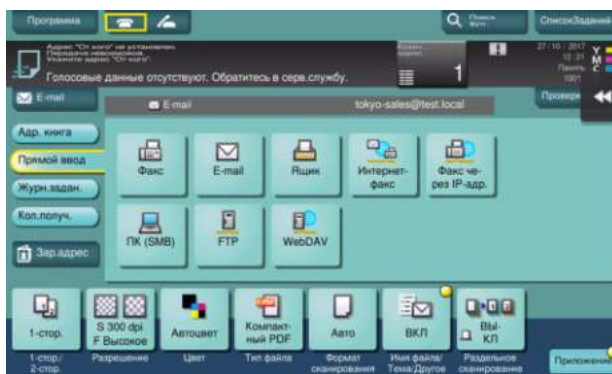 Программа
Поиск
Функ.
СписокЗаданий
Адрес "От кого" не установлен.
Передача невозможна.
Укажите адрес "От кого".
Голосовые данные отсутствуют. Обратитесь в серв.службу.
1
27/10/2017
10:21
Память
100%
Y
M
C
E-mail
E-mail
tokyo-sales@test.local
Адр. книга
Прямой ввод
Журн.задан.
Кол.получ.
Зар.адрес
Факс
E-mail
Ящик
Интернет-
факс
Факс че-
рез IP-адр.
ПК (SMB)
FTP
WebDAV
1-стор.
S 300 dpi
F Высокое
Автоцвет
Компакт-
ный PDF
Авто
ВКЛ
ВЫ-
КЛ
1-стор./
2-стор.
Разрешение
Цвет
Тип файла
Формат
сканирования
Имя файла/
Тема/Другое
Раздельное
сканирование